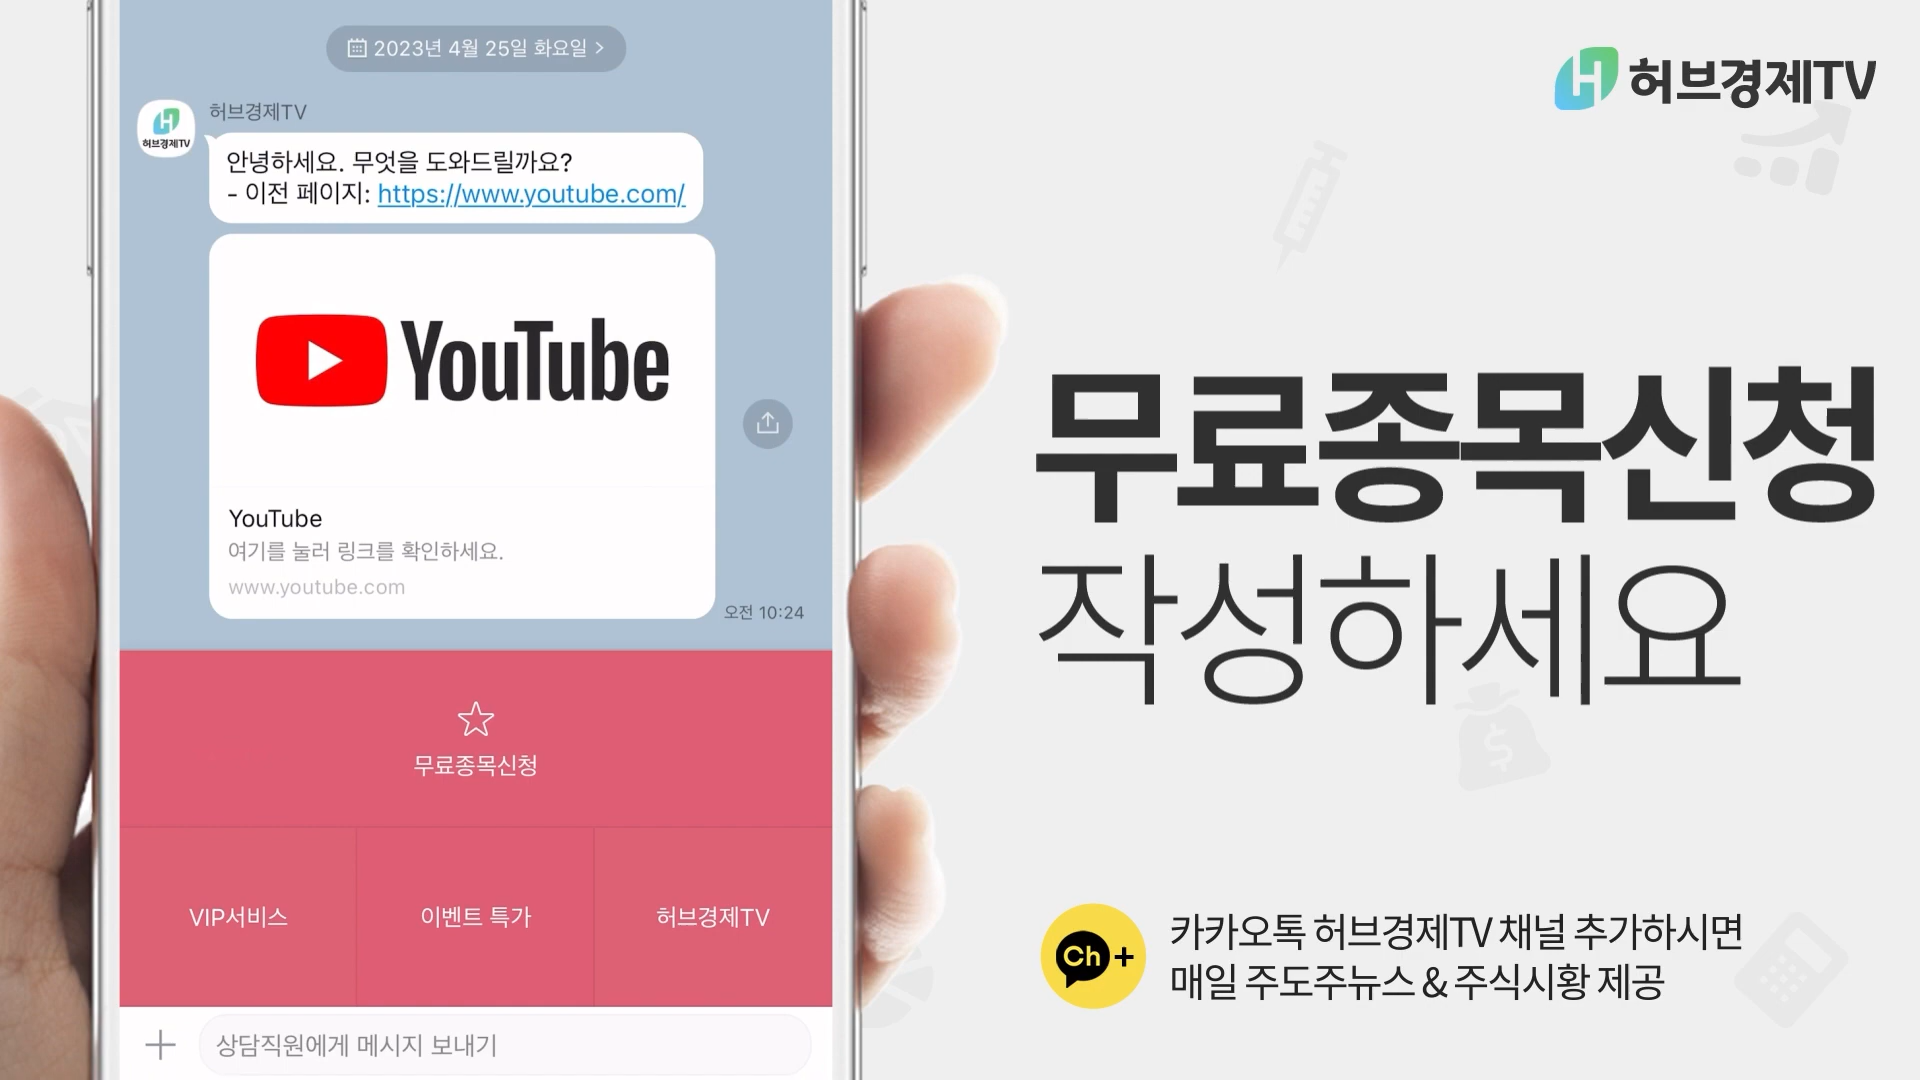 2023년 4월 25일 화요일 >
허브경제TV
허브경제TV
안녕하세요. 무엇을 도와드릴까요?
- 이전 페이지: https://www.youtube.com/
YouTube
YouTube
여기를 눌러 링크를 확인하세요.
www.youtube.com
오전 10:24
무료종목신청
VIP서비스
이벤트 특가
허브경제TV
상담직원에게 메시지 보내기
H 허브경제TV
무료종목신청
작성하세요
Ch+
카카오톡 허브경제TV 채널 추가하시면
매일 주도주뉴스 & 주식시황 제공